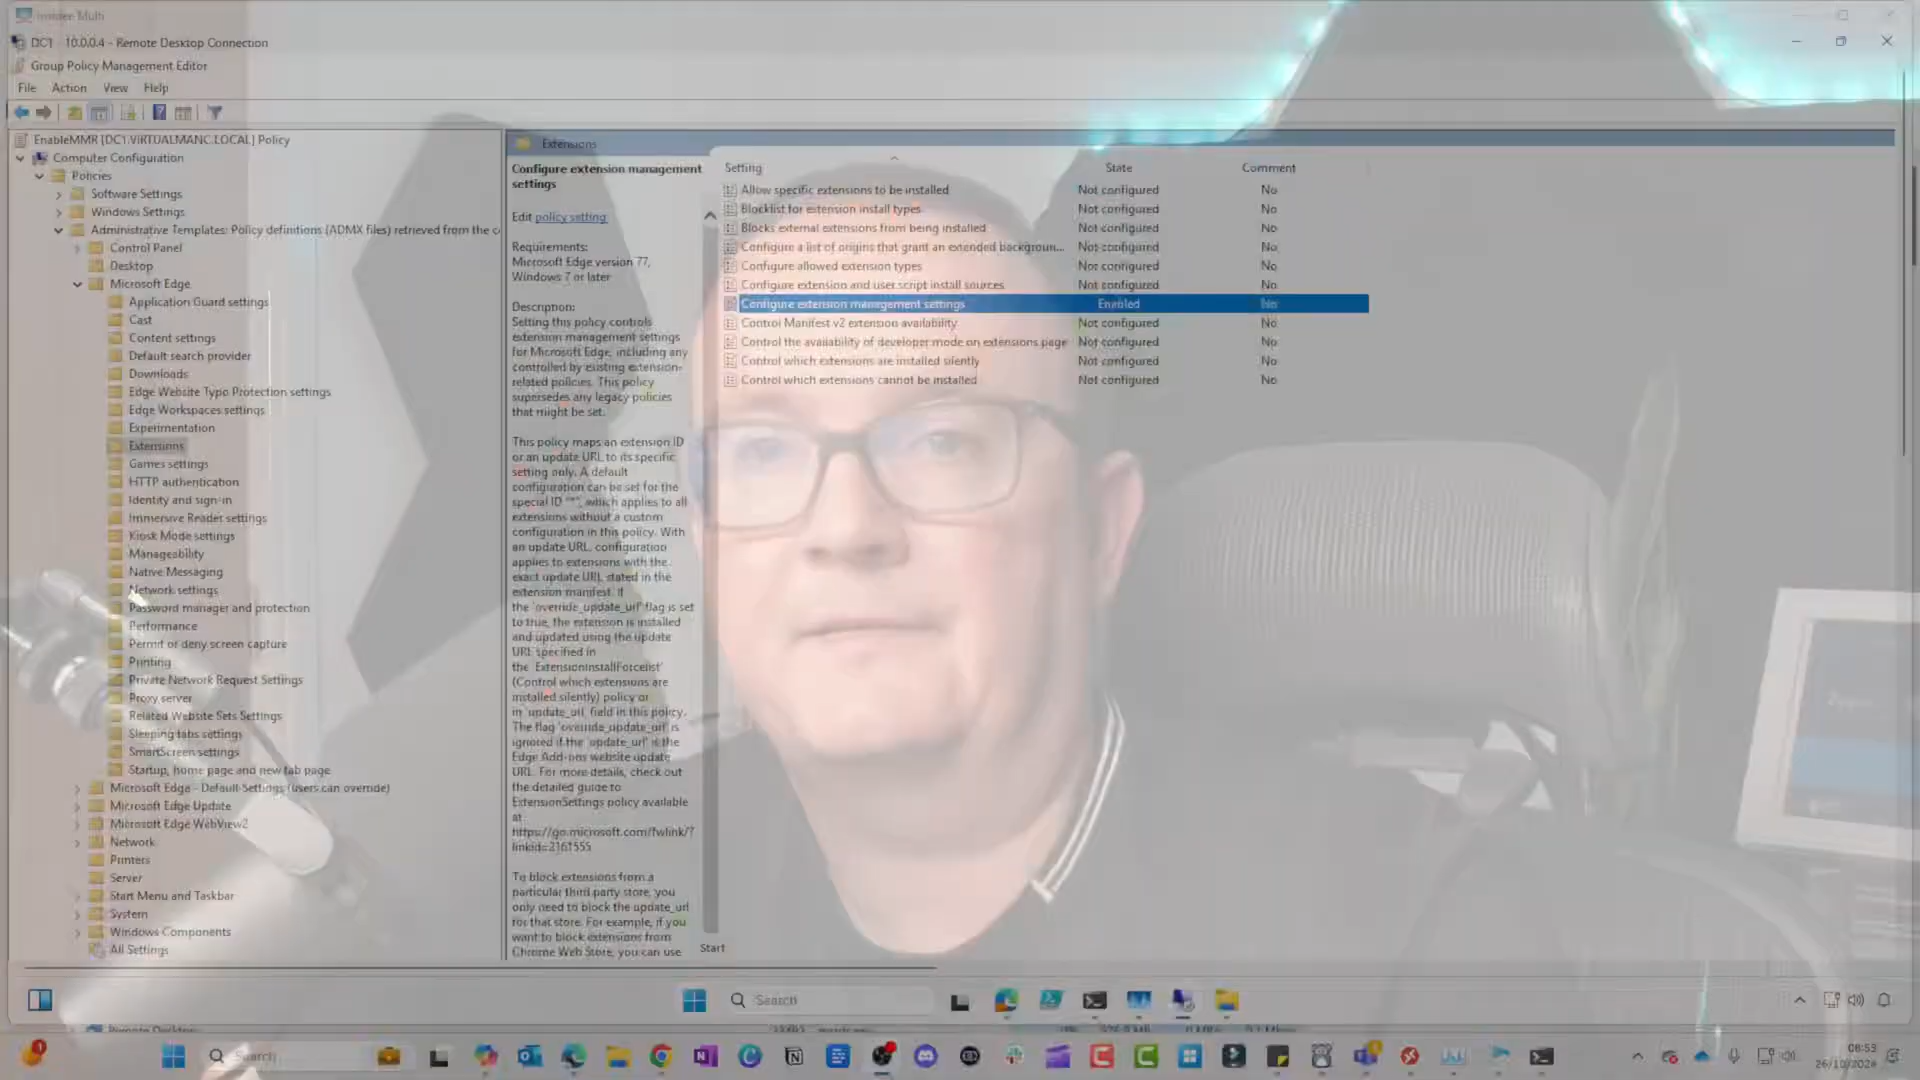 DC1 - 10.0.0.4 - Remote Desktop Connection
Group Policy Management Editor
File Action View Help
EnableMMR [DC1.VIRTUALMANC.LOCAL] Policy
Computer Configuration
Policies
Software Settings
Windows Settings
Administrative Templates: Policy definitions (ADMX files) retrieved from the c
Control Panel
Desktop
Microsoft Edge
Application Guard settings
Cast
Content settings
Default search provider
Downloads
Edge Website Typo Protection settings
Edge Workspaces settings
Experimentation
Extensions
Games settings
HTTP authentication
Identity and sign-in
Immersive Reader settings
Kiosk Mode settings
Manageability
Native Messaging
Network settings
Password manager and protection
Performance
Permit or deny screen capture
Printing
Private Network Request Settings
Proxy server
Related Website Sets Settings
Sleeping tabs settings
SmartScreen settings
Startup, home page and new tab page
Microsoft Edge - Default Settings (users can override)
Microsoft Edge Update
Microsoft Edge WebView2
Network
Printers
Server
Start Menu and Taskbar
System
Windows Components
All Settings
Extensions
Configure extension management
settings
Edit policy setting
Requirements:
Microsoft Edge version 77,
Windows 7 or later
Description:
Setting this policy controls
extension management settings
for Microsoft Edge, including any
controlled by existing extension-
related policies. This policy
supersedes any legacy policies
that might be set.
This policy maps an extension ID
or an update URL to its specific
setting only. A default
configuration can be set for the
special ID "*", which applies to all
extensions without a custom
configuration in this policy. With
an update URL, configuration
applies to extensions with the
exact update URL stated in the
extension manifest. If
the 'override_update_url' flag is set
to true, the extension is installed
and updated using the update
URL specified in
the 'ExtensionInstallForcelist'
(Control which extensions are
installed silently) policy or
in 'update_url' field in this policy.
The flag 'override_update_url' is
ignored if the 'update_url' is the
Edge Add-ons website update
URL. For more details, check out
the detailed guide to
ExtensionSettings policy available
at
https://go.microsoft.com/fwlink/?
linkid=2161555
To block extensions from a
particular third party store, you
only need to block the update_url
for that store. For example, if you
want to block extensions from
Chrome Web Store, you can use
Setting State Comment
Allow specific extensions to be installed Not configured No
Blocklist for extension install types Not configured No
Blocks external extensions from being installed Not configured No
Configure a list of origins that grant an extended backgroun... Not configured No
Configure allowed extension types Not configured No
Configure extension and user script install sources Not configured No
Configure extension management settings Enabled No
Control Manifest v2 extension availability Not configured No
Control the availability of developer mode on extensions page Not configured No
Control which extensions are installed silently Not configured No
Control which extensions cannot be installed Not configured No
Start
Search
Remote Desktop
Search
08:53
26/10/2024